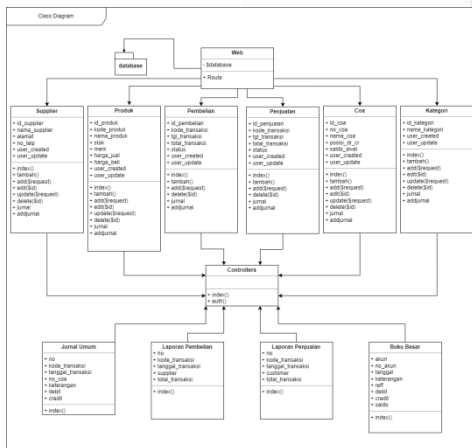 Class Diagram
database
Web
- $database
+ Route
Supplier
+ id_supplier
+ nama_supplier
+ alamat
+ no_telp
+ user_created
+ user_update
+ index()
+ tambah()
+ add($request)
+ edit($id)
+ update($request)
+ delete($id)
+ jurnal
+ addjurnal
Produk
+ id_produk
+ kode_produk
+ nama_produk
+ stok
+ merk
+ harga_jual
+ harga_beli
+ user_created
+ user_update
+ index()
+ tambah()
+ add($request)
+ edit($id)
+ update($request)
+ delete($id)
+ jurnal
+ addjurnal
Pembelian
+ id_pembelian
+ kode_transaksi
+ tgl_transaksi
+ total_transaksi
+ status
+ user_created
+ user_update
+ index()
+ tambah()
+ add($request)
+ delete($id)
+ jurnal
+ addjurnal
Penjualan
+ id_penjualan
+ kode_transaksi
+ tgl_transaksi
+ total_transaksi
+ status
+ user_created
+ user_update
+ index()
+ tambah()
+ add($request)
+ delete($id)
+ jurnal
+ addjurnal
Coa
+ id_coa
+ no_coa
+ nama_coa
+ posisi_dr_cr
+ saldo_awal
+ user_created
+ user_update
+ index()
+ tambah()
+ add($request)
+ edit($id)
+ update($request)
+ delete($id)
+ jurnal
+ addjurnal
Kategori
+ id_kategori
+ nama_kategori
+ user_created
+ user_update
+ index()
+ tambah()
+ add($request)
+ edit($id)
+ update($request)
+ delete($id)
+ jurnal
+ addjurnal
Controllers
+ index()
+ auth()
Jurnal Umum
+ no
+ kode_transaksi
+ tanggal_transaksi
+ no_coa
+ keterangan
+ debit
+ credit
+ index()
Laporan Pembelian
+ no
+ kode_transaksi
+ tanggal_transaksi
+ supplier
+ total_transaksi
+ index()
Laporan Penjualan
+ no
+ kode_transaksi
+ tanggal_transaksi
+ customer
+ total_transaksi
+ index()
Buku Besar
+ akun
+ no_akun
+ tanggal
+ keterangan
+ reff
+ debit
+ credit
+ saldo
+ index()